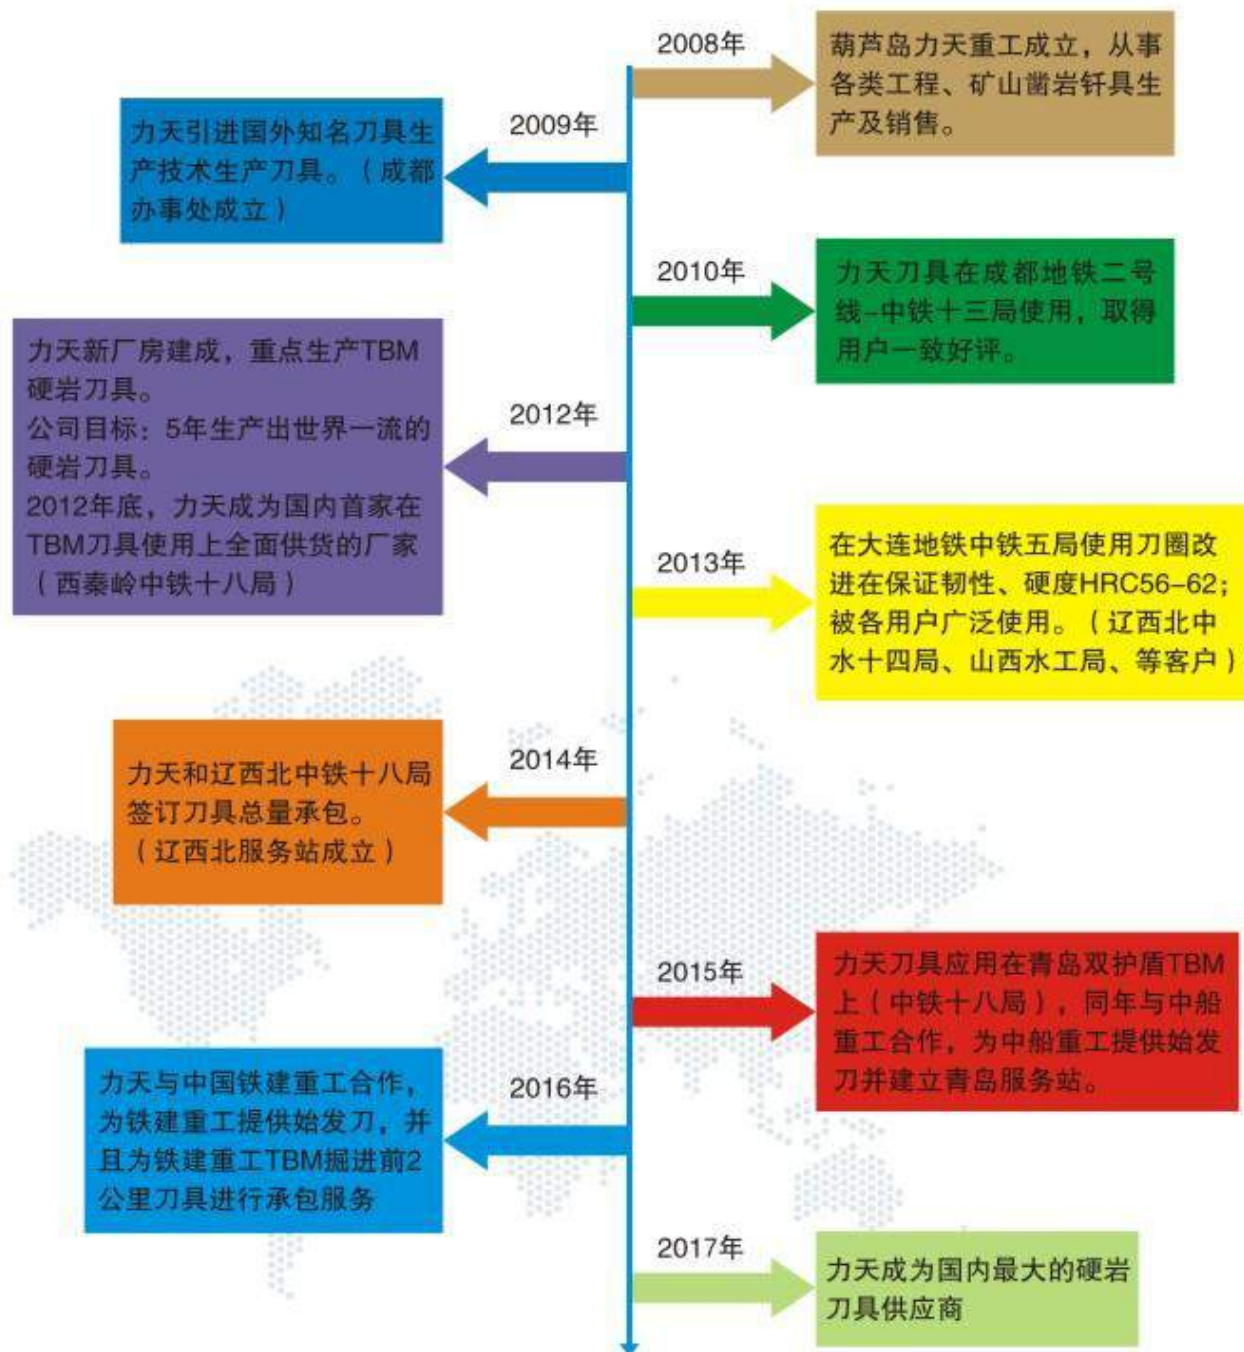 2008年
葫芦岛力天重工成立，从事
各类工程、矿山凿岩钎具生
产及销售。
2009年
力天引进国外知名刀具生
产技术生产刀具。（成都
办事处成立）
2010年
力天刀具在成都地铁二号
线-中铁十三局使用，取得
用户一致好评。
2012年
力天新厂房建成，重点生产TBM
硬岩刀具。
公司目标：5年生产出世界一流的
硬岩刀具。
2012年底，力天成为国内首家在
TBM刀具使用上全面供货的厂家
（西秦岭中铁十八局）
2013年
在大连地铁中铁五局使用刀圈改
进在保证韧性、硬度HRC56-62；
被各用户广泛使用。（辽西北中
水十四局、山西水工局、等客户）
2014年
力天和辽西北中铁十八局
签订刀具总量承包。
（辽西北服务站成立）
2015年
力天刀具应用在青岛双护盾TBM
上（中铁十八局），同年与中船
重工合作，为中船重工提供始发
刀并建立青岛服务站。
2016年
力天与中国铁建重工合作，
为铁建重工提供始发刀，并
且为铁建重工TBM掘进前2
公里刀具进行承包服务
2017年
力天成为国内最大的硬岩
刀具供应商